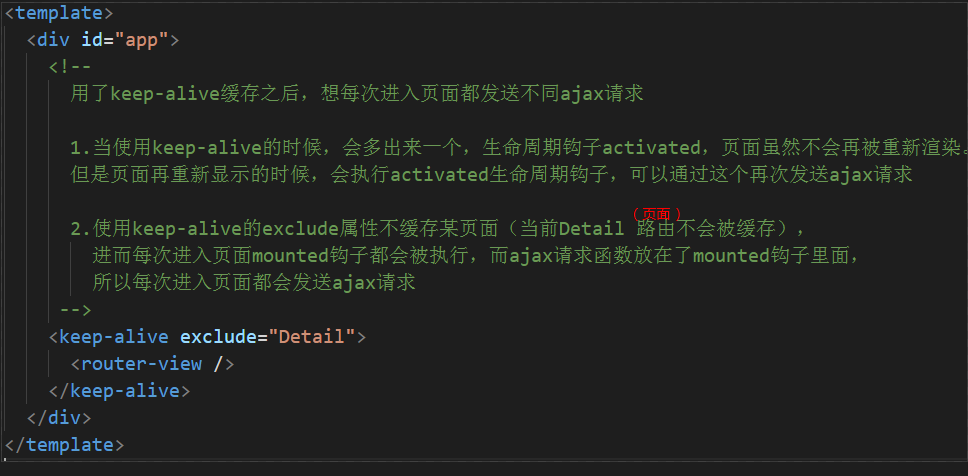 <template>
<div id="app">
<!--
用了keep-alive缓存之后，想每次进入页面都发送不同ajax请求
1.当使用keep-alive的时候，会多出来一个，生命周期钩子activated，页面虽然不会再被重新渲染。
但是页面再重新显示的时候，会执行activated生命周期钩子，可以通过这个再次发送ajax请求
（页面）
2.使用keep-alive的exclude属性不缓存某页面（当前Detail 路由不会被缓存），
进而每次进入页面mounted钩子都会被执行，而ajax请求函数放在了mounted钩子里面，
所以每次进入页面都会发送ajax请求
-->
<keep-alive exclude="Detail">
<router-view />
</keep-alive>
</div>
</template>